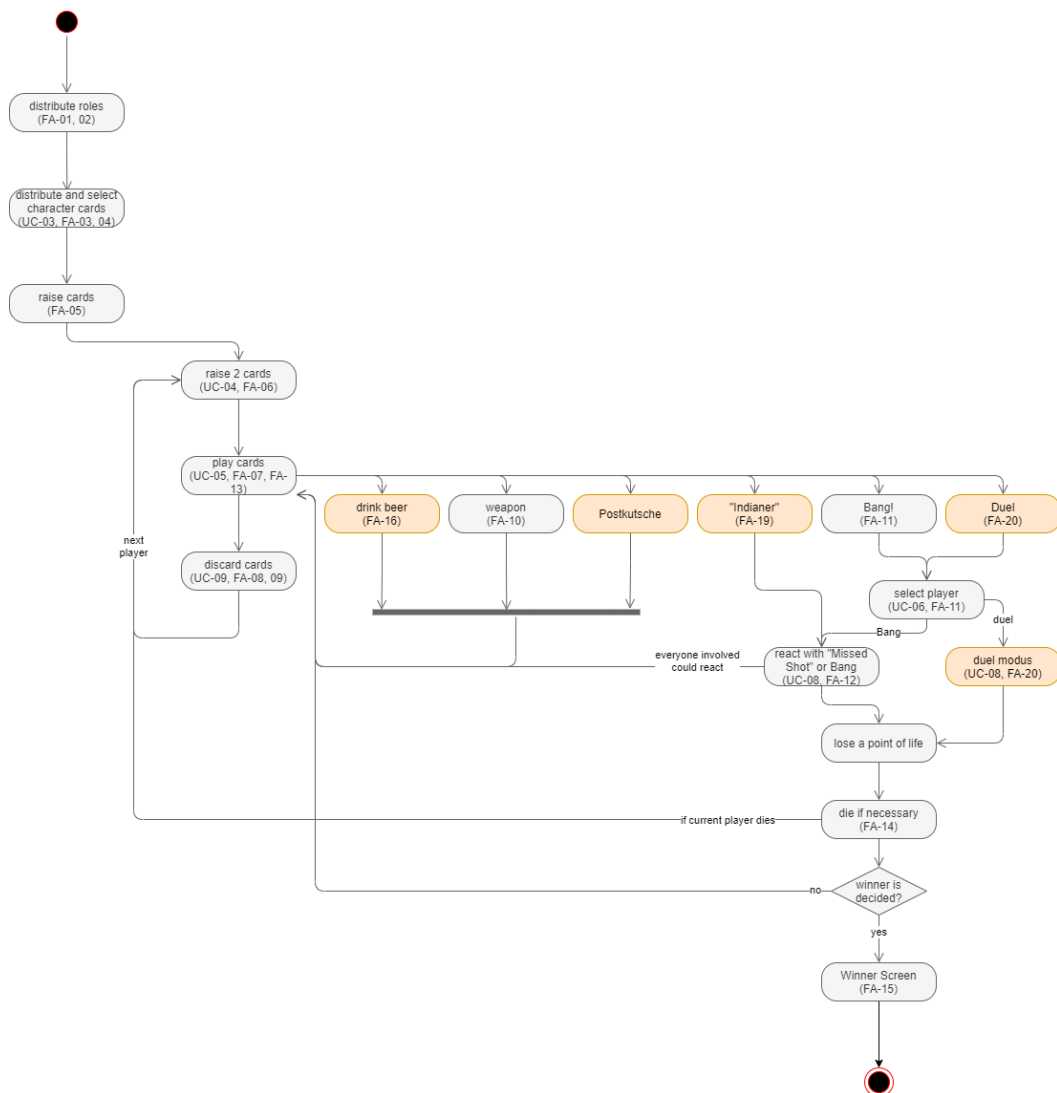 distribute roles
(FA-01, 02)
distribute and select
character cards
(UC-03, FA-03, 04)
raise cards
(FA-05)
raise 2 cards
(UC-04, FA-06)
play cards
(UC-05, FA-07, FA-
13)
drink beer
(FA-16)
weapon
(FA-10)
Postkutsche
"Indianer"
(FA-19)
Bang!
(FA-11)
Duel
(FA-20)
next
player
discard cards
(UC-09, FA-08, 09)
select player
(UC-06, FA-11)
duel
Bang
everyone involved
could react
react with "Missed
Shot" or Bang
(UC-08, FA-12)
duel modus
(UC-08, FA-20)
lose a point of life
if current player dies
die if necessary
(FA-14)
no
winner is
decided?
yes
Winner Screen
(FA-15)